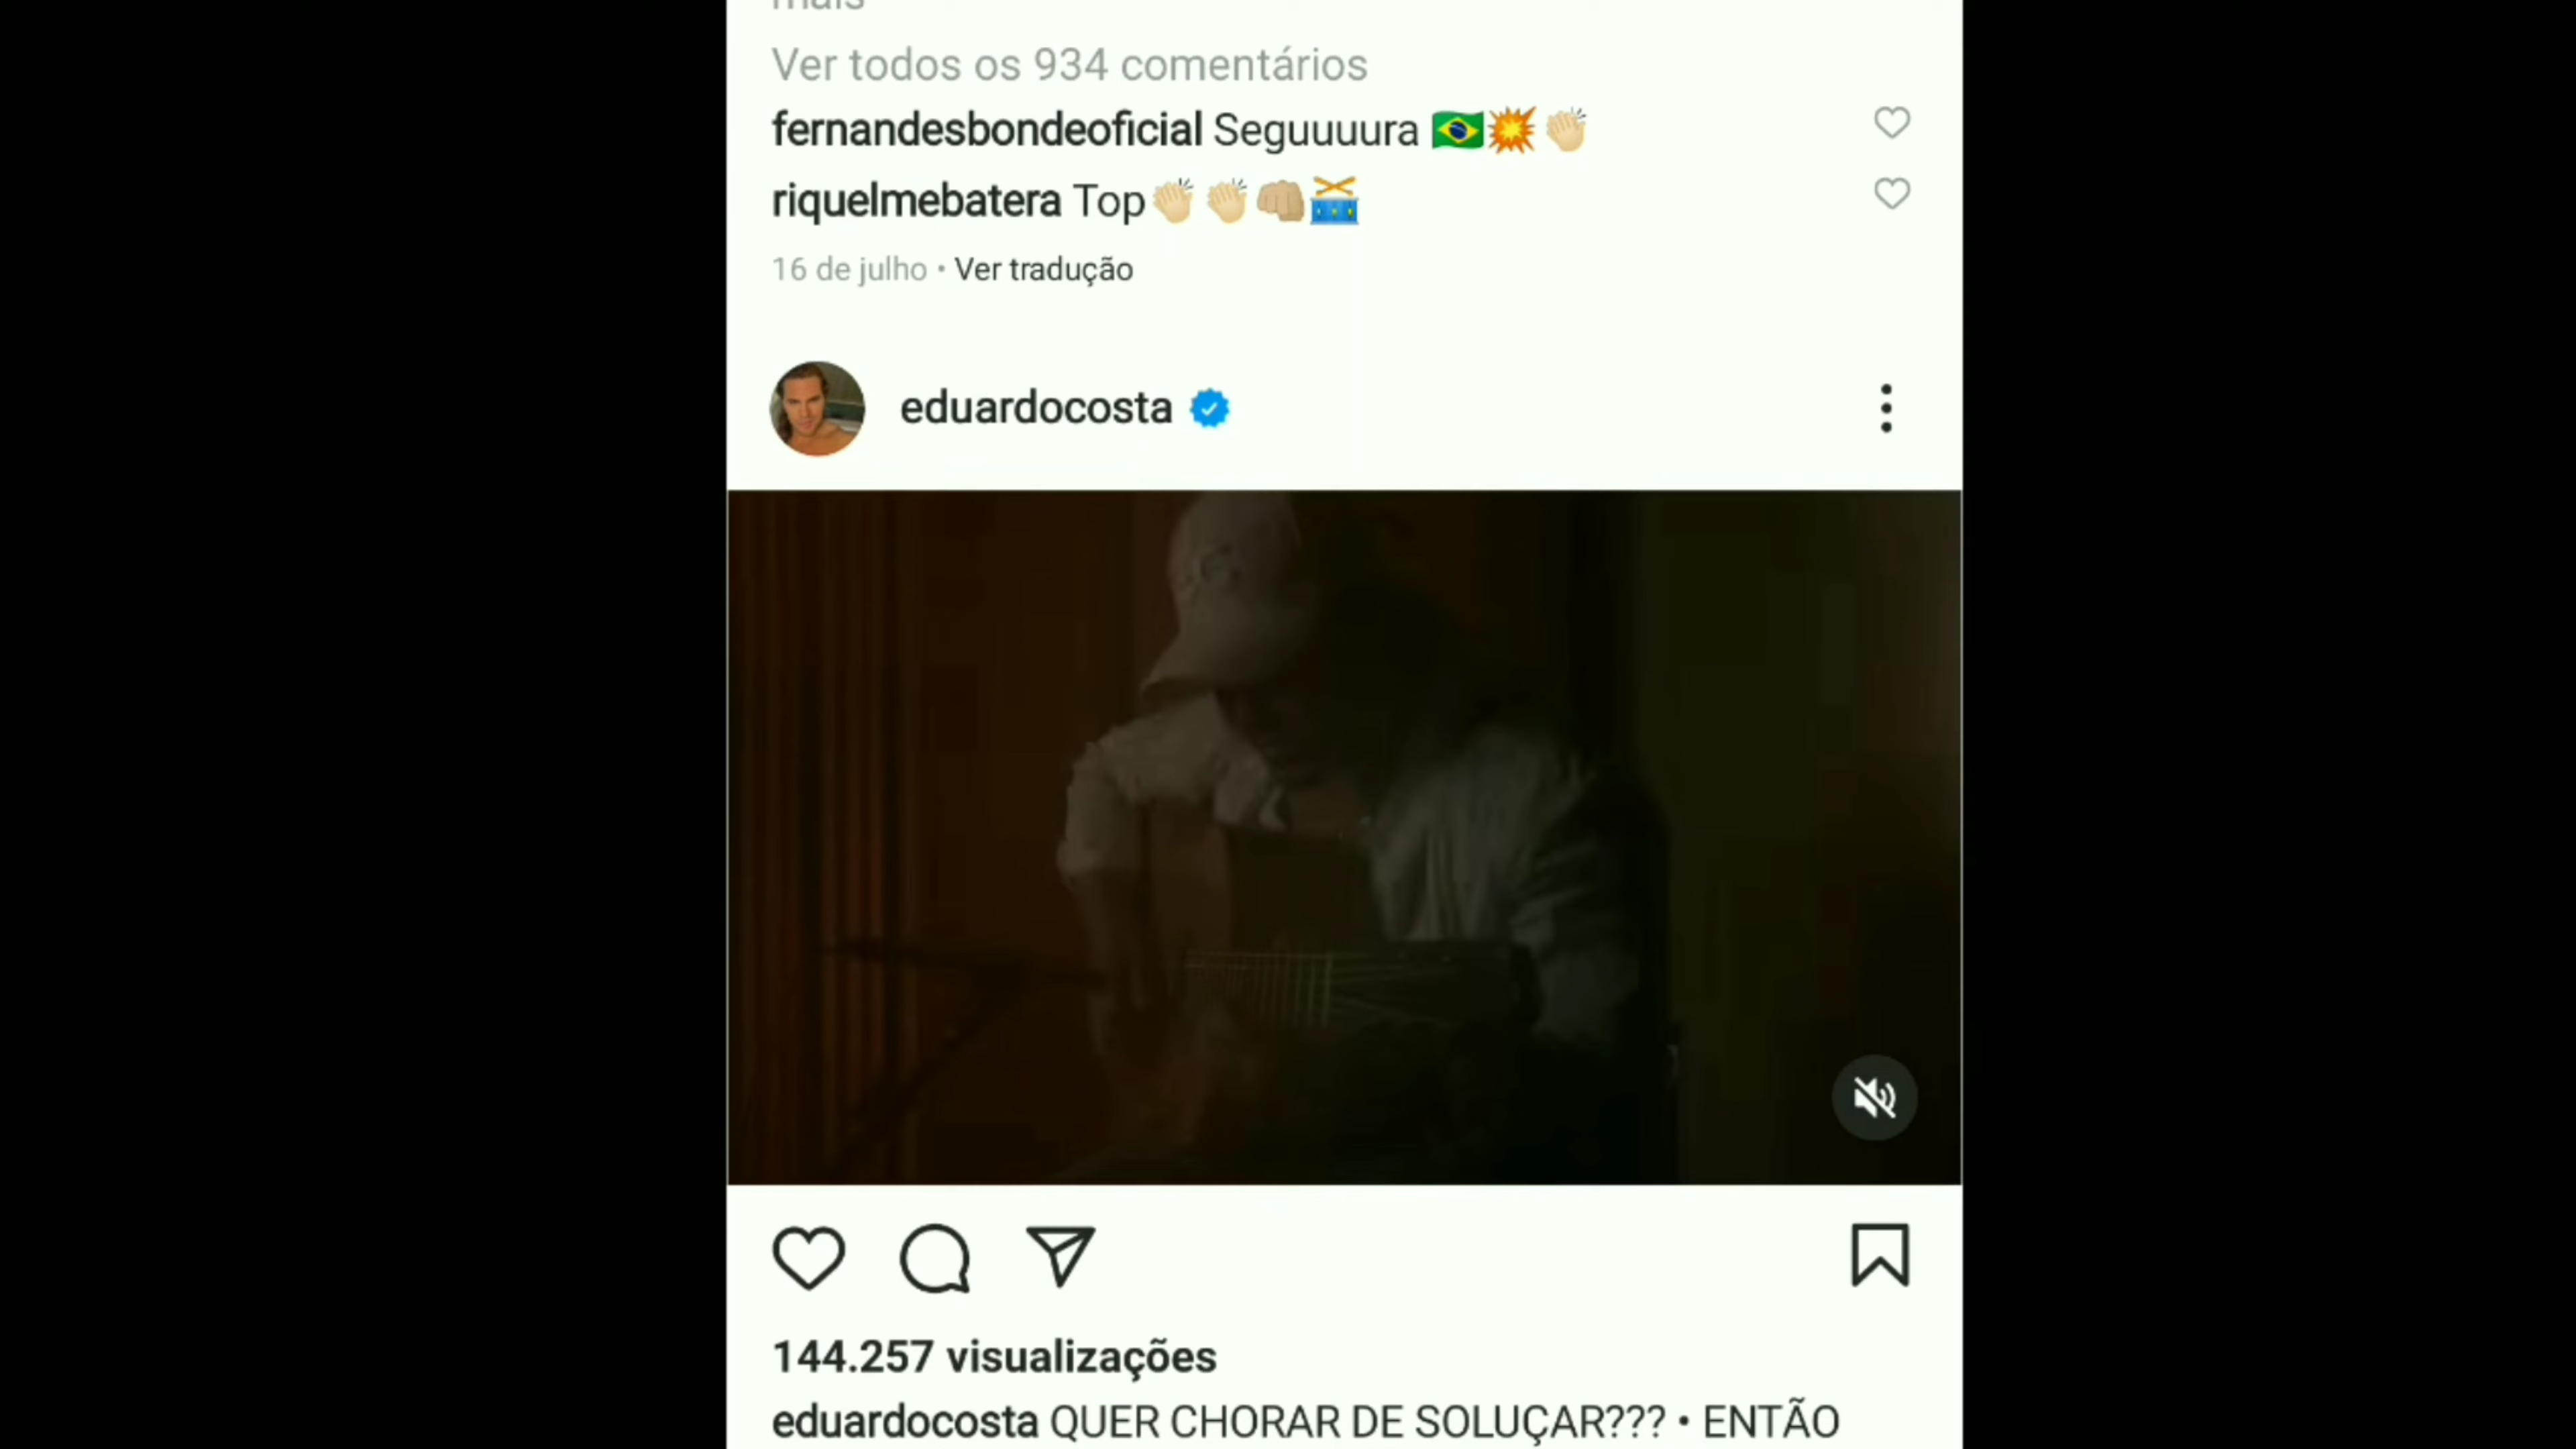 mais
Ver todos os 934 comentários
fernandesbondeoficial Seguuuura 🇧🇷💥👏🏻
riquelmebatera Top👏🏻👏🏻👊🏼🥁
16 de julho • Ver tradução
eduardocosta
144.257 visualizações
eduardocosta QUER CHORAR DE SOLUÇAR??? • ENTÃO